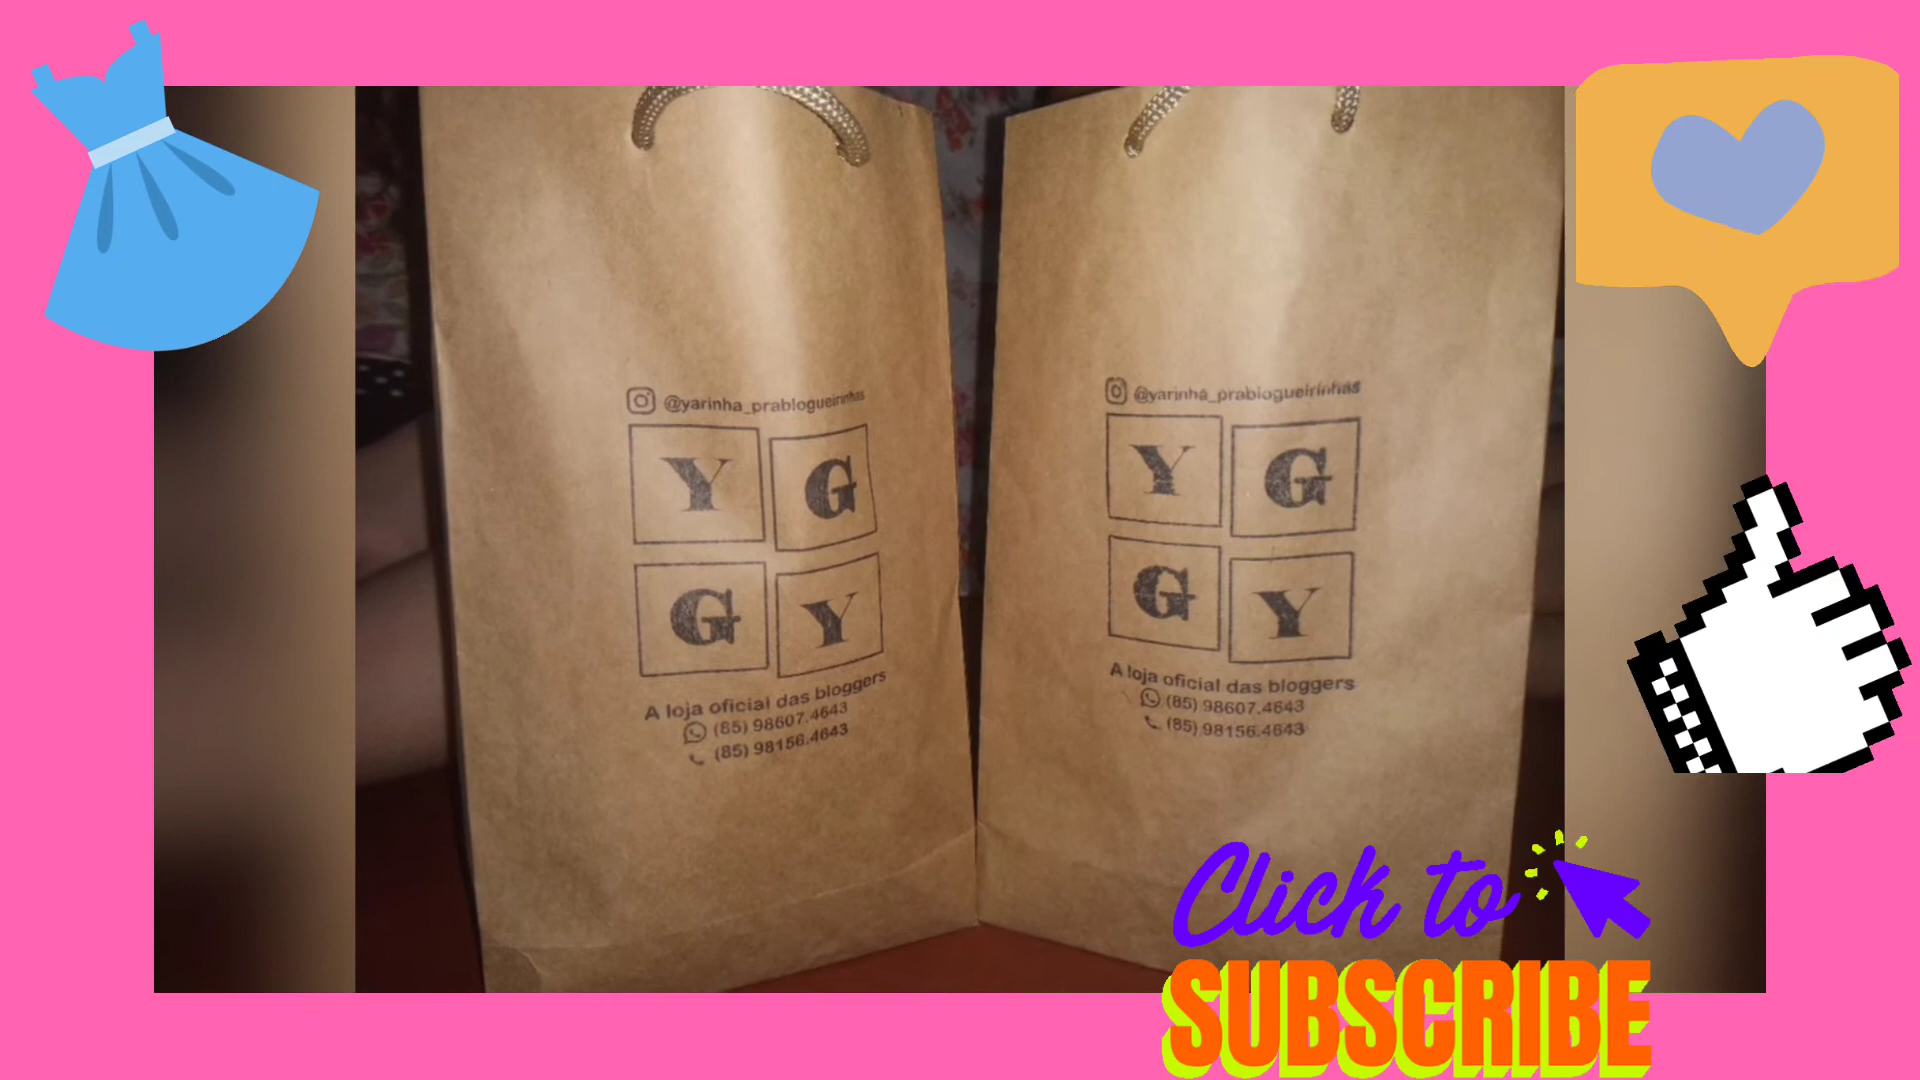 @yarinha_prablogueirinhas
Y G
G Y
A loja oficial das bloggers
(85) 98607.4643
(85) 98156.4643
@yarinha_prablogueirinhas
Y G
G Y
A loja oficial das bloggers
(85) 98607.4643
(85) 98156.4643
Click to
SUBSCRIBE